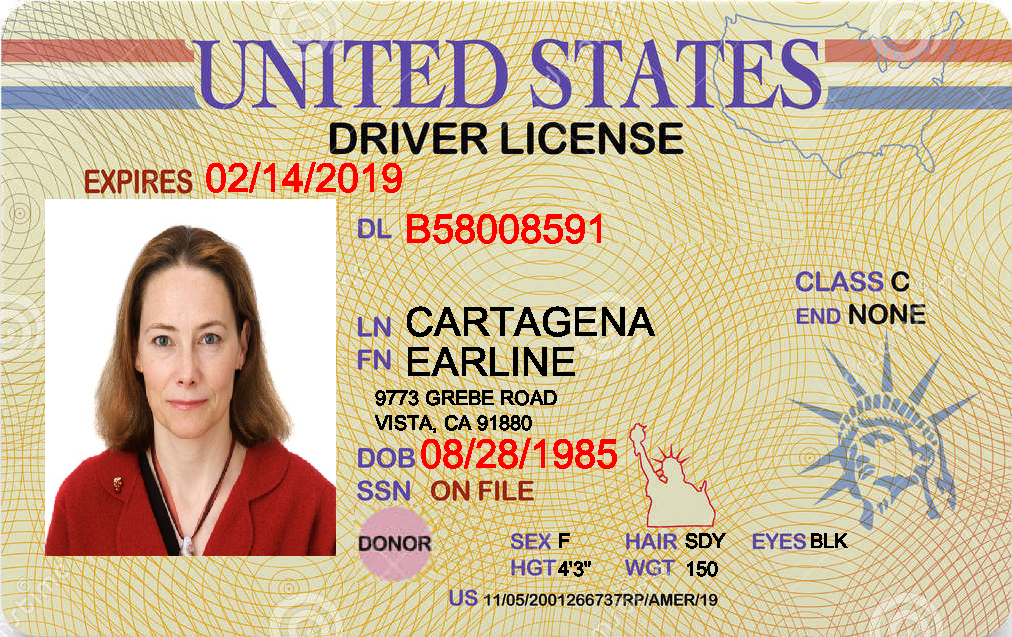 UNITED STATES
DRIVER LICENSE
EXPIRES 02/14/2019
DL B58008591
CLASS C
END NONE
LN CARTAGENA
FN EARLINE
9773 GREBE ROAD
VISTA, CA 91880
DOB 08/28/1985
SSN ON FILE
DONOR
SEX F HAIR SDY EYES BLK
HGT 4'3" WGT 150
US 11/05/2001266737RP/AMER/19